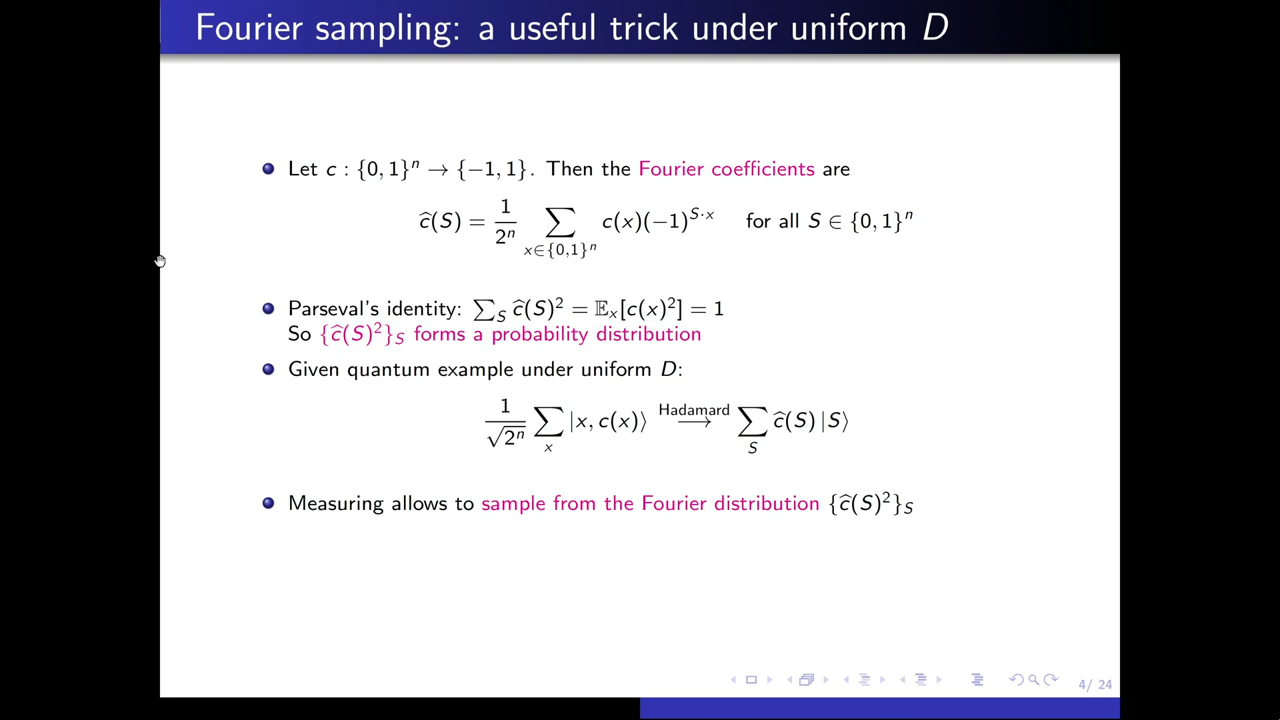 Fourier sampling: a useful trick under uniform D
Let c : {0, 1}ⁿ → {−1, 1}. Then the Fourier coefficients are
ĉ(S) = 1/2ⁿ ∑_{x∈{0,1}ⁿ} c(x)(−1)^{S·x} for all S ∈ {0, 1}ⁿ
Parseval's identity: ∑_S ĉ(S)² = 𝔼ₓ[c(x)²] = 1
So {ĉ(S)²}_S forms a probability distribution
Given quantum example under uniform D:
1/√2ⁿ ∑_x |x, c(x)⟩ Hadamard⟶ ∑_S ĉ(S) |S⟩
Measuring allows to sample from the Fourier distribution {ĉ(S)²}_S
4/ 24